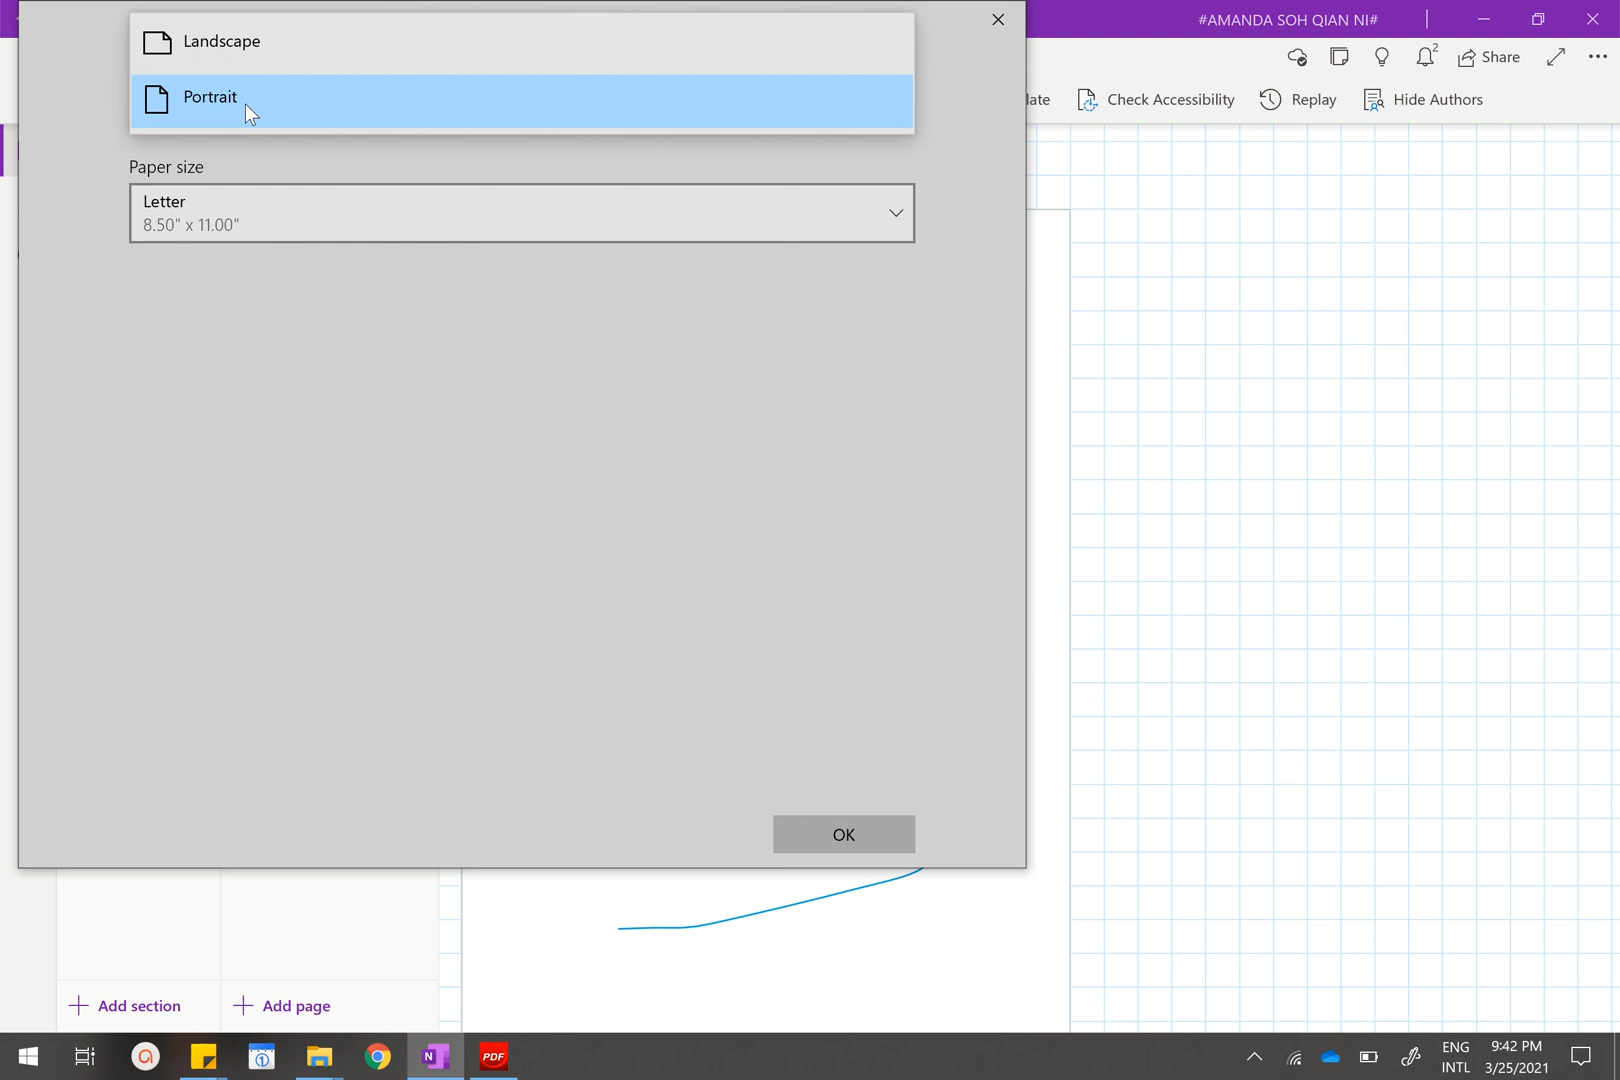 Landscape
Portrait
Paper size
Letter
8.50" x 11.00"
OK
#AMANDA SOH QIAN NI#
2
Share
late
Check Accessibility
Replay
Hide Authors
Add section
Add page
N
PDF
ENG
INTL
9:42 PM
3/25/2021